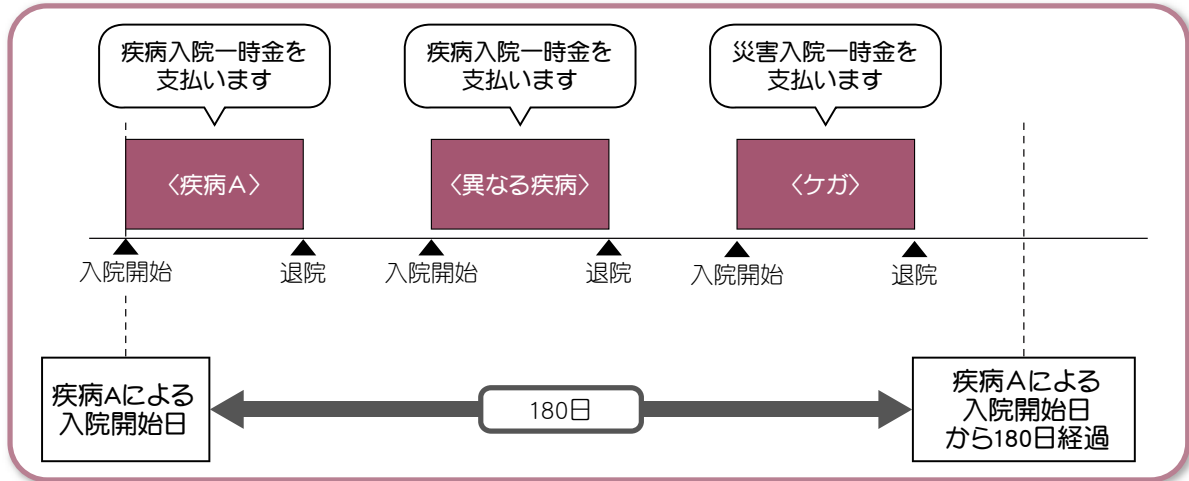 疾病入院一時金を
支払います
疾病入院一時金を
支払います
災害入院一時金を
支払います
〈疾病A〉
〈異なる疾病〉
〈ケガ〉
入院開始
退院
入院開始
退院
入院開始
退院
疾病Aによる
入院開始日
180日
疾病Aによる
入院開始日
から180日経過